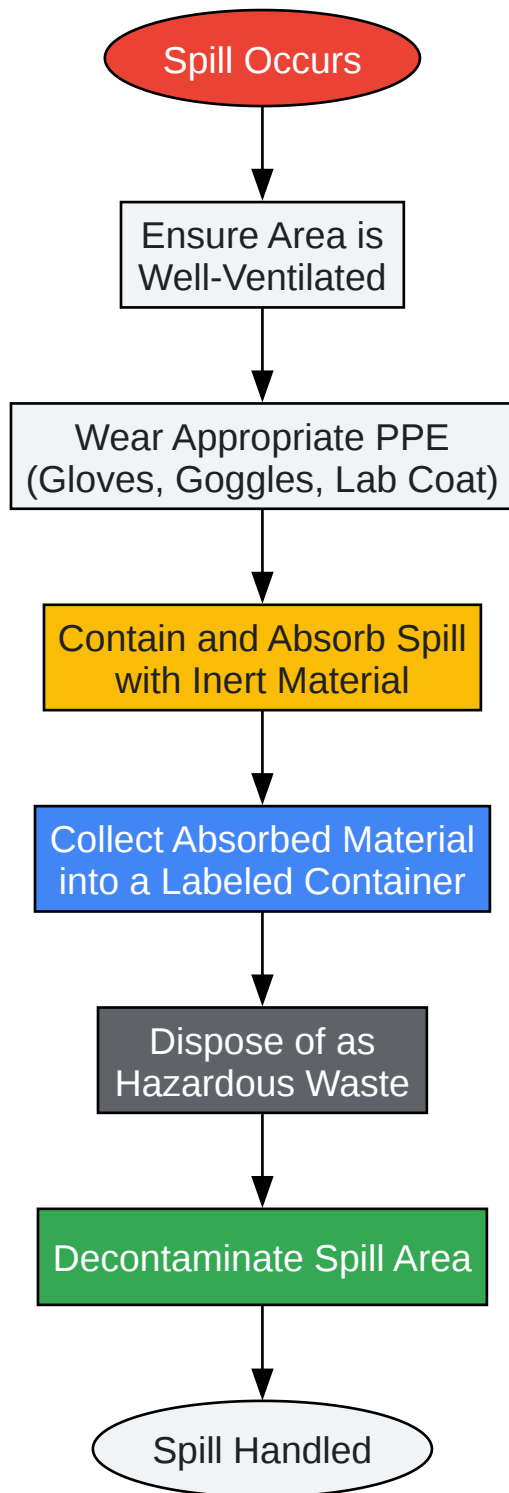 Spill Occurs
Ensure Area is
Well-Ventilated
Wear Appropriate PPE
(Gloves, Goggles, Lab Coat)
Contain and Absorb Spill
with Inert Material
Collect Absorbed Material
into a Labeled Container
Dispose of as
Hazardous Waste
Decontaminate Spill Area
Spill Handled